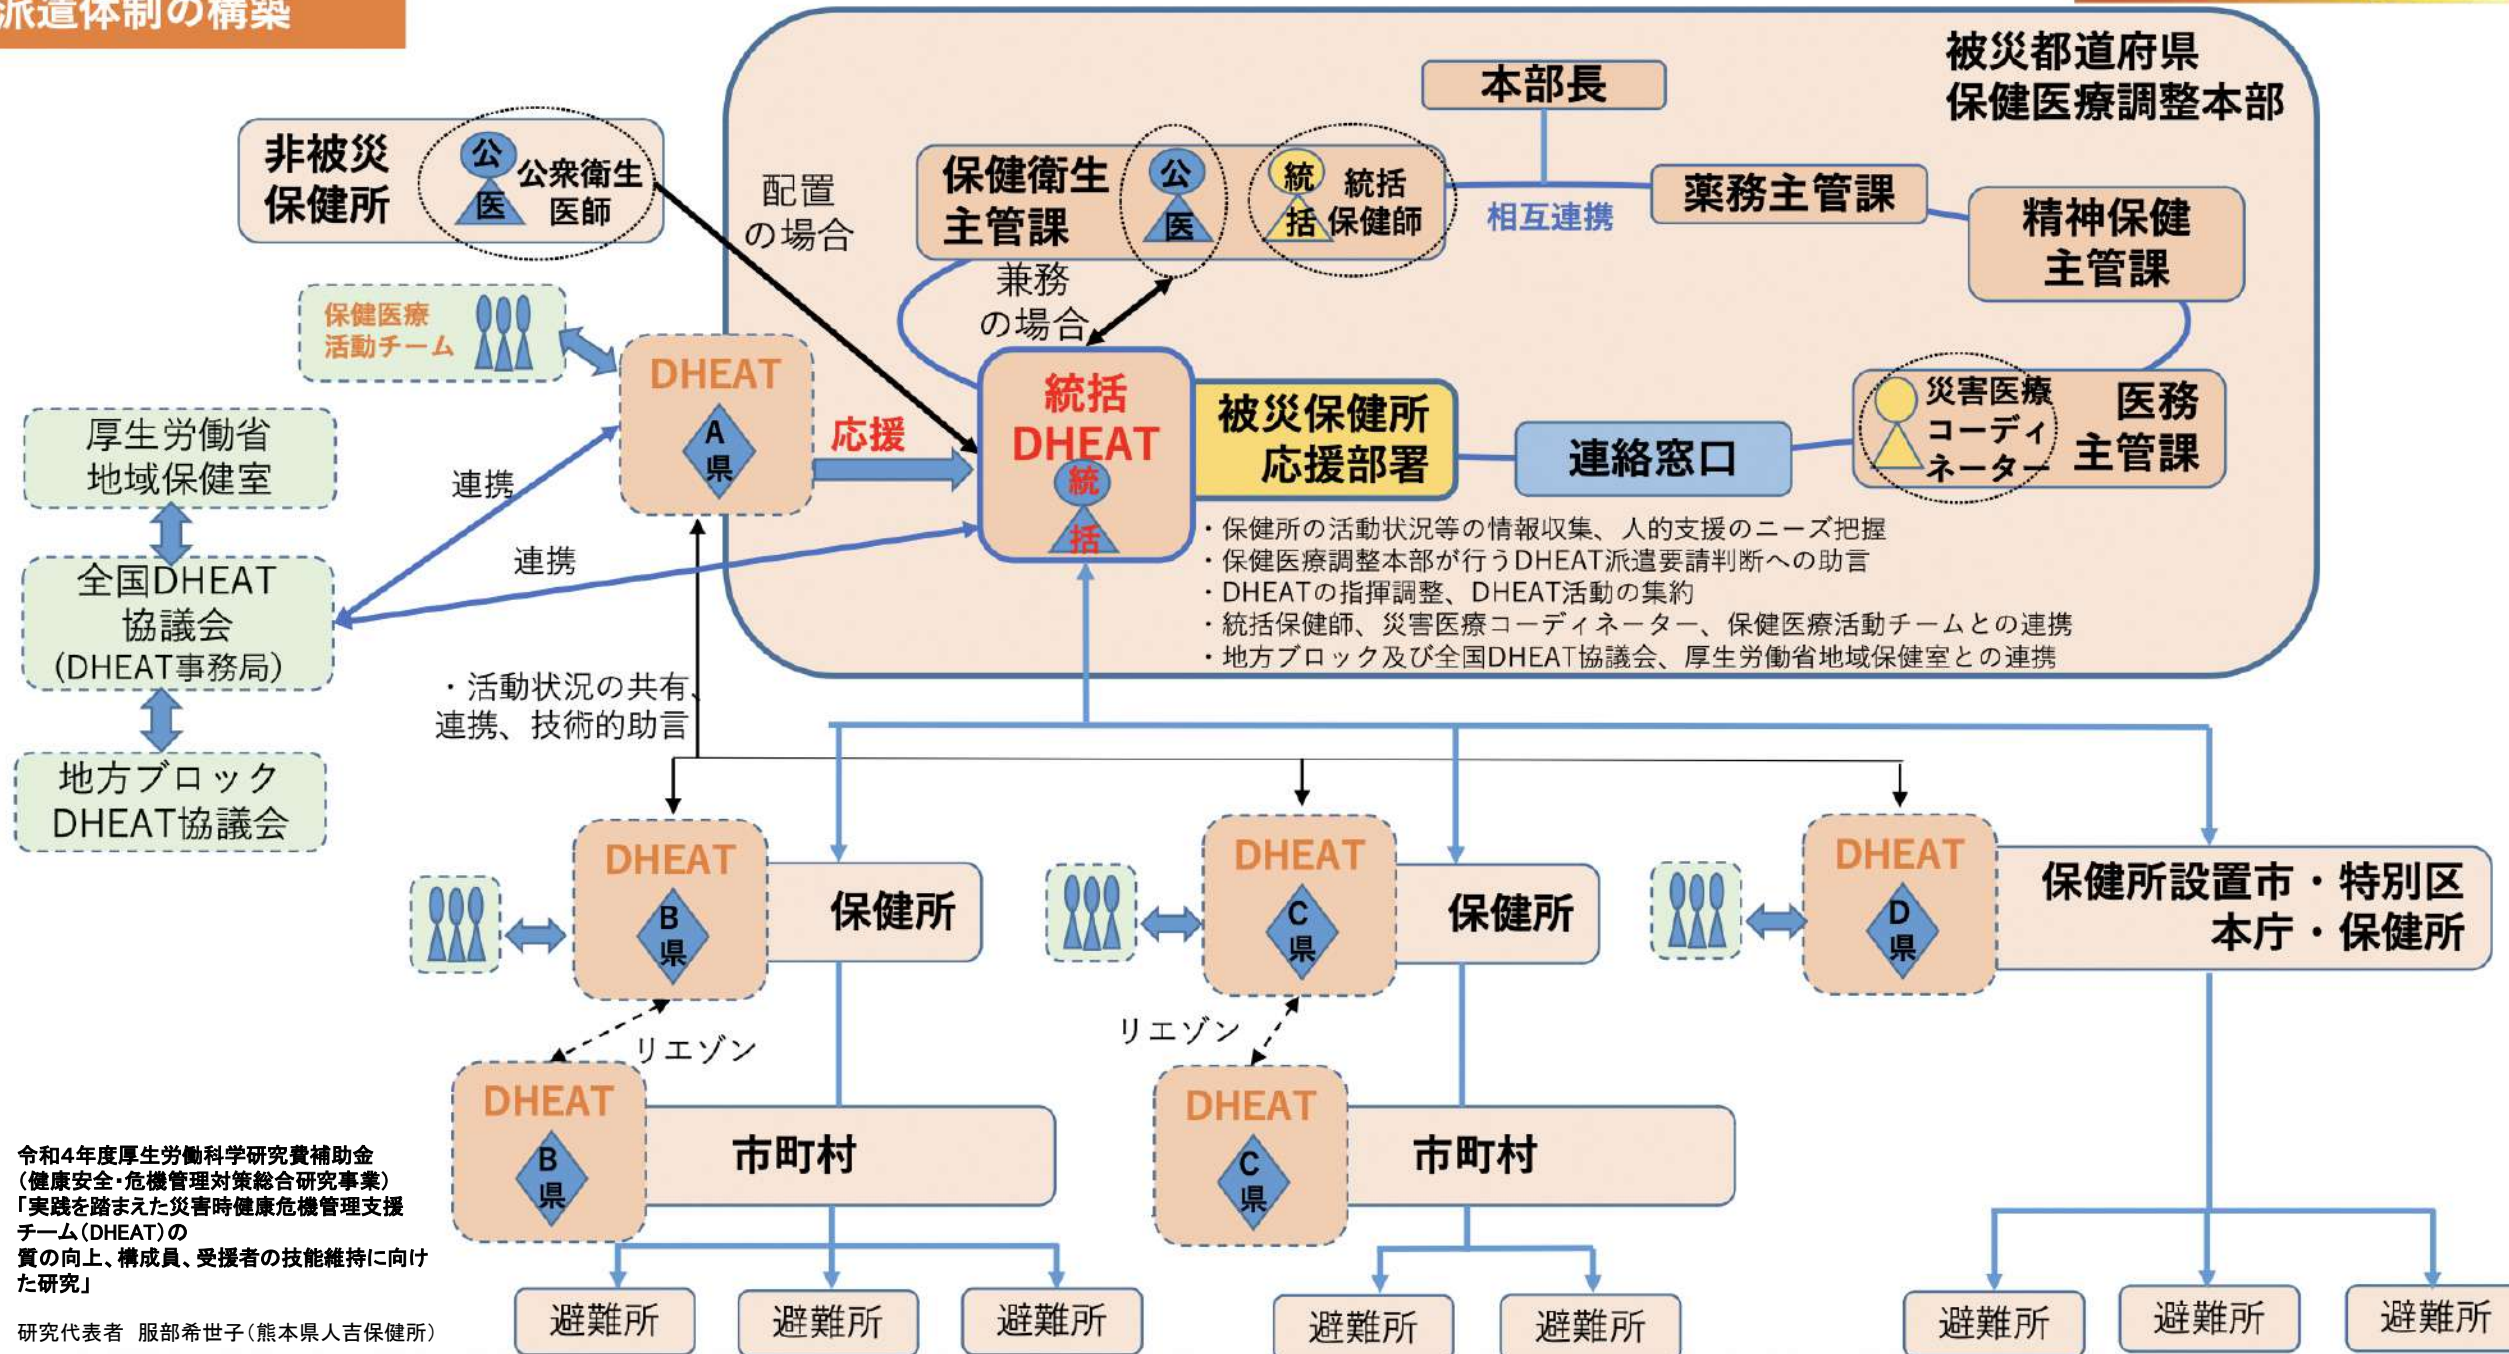 派遣体制の構築
被災都道府県
保健医療調整本部
本部長
非被災
保健所
公
医
公衆衛生
医師
配置
の場合
保健衛生
主管課
公
医
統
括
統括
保健師
相互連携
薬務主管課
精神保健
主管課
兼務
の場合
保健医療
活動チーム
DHEAT
A
県
応援
統括
DHEAT
統
括
被災保健所
応援部署
連絡窓口
災害医療
コーディ
ネーター
医務
主管課
厚生労働省
地域保健室
連携
連携
全国DHEAT
協議会
(DHEAT事務局)
地方ブロック
DHEAT協議会
・保健所の活動状況等の情報収集、人的支援のニーズ把握
・保健医療調整本部が行うDHEAT派遣要請判断への助言
・DHEATの指揮調整、DHEAT活動の集約
・統括保健師、災害医療コーディネーター、保健医療活動チームとの連携
・地方ブロック及び全国DHEAT協議会、厚生労働省地域保健室との連携
・活動状況の共有、
連携、技術的助言
DHEAT
B
県
保健所
DHEAT
C
県
保健所
DHEAT
D
県
保健所設置市・特別区
本庁・保健所
リエゾン
リエゾン
DHEAT
B
県
市町村
DHEAT
C
県
市町村
避難所
避難所
避難所
避難所
避難所
避難所
避難所
避難所
令和4年度厚生労働科学研究費補助金
（健康安全・危機管理対策総合研究事業）
「実践を踏まえた災害時健康危機管理支援
チーム（DHEAT）の
質の向上、構成員、受援者の技能維持に向け
た研究」
研究代表者 服部希世子（熊本県人吉保健所）